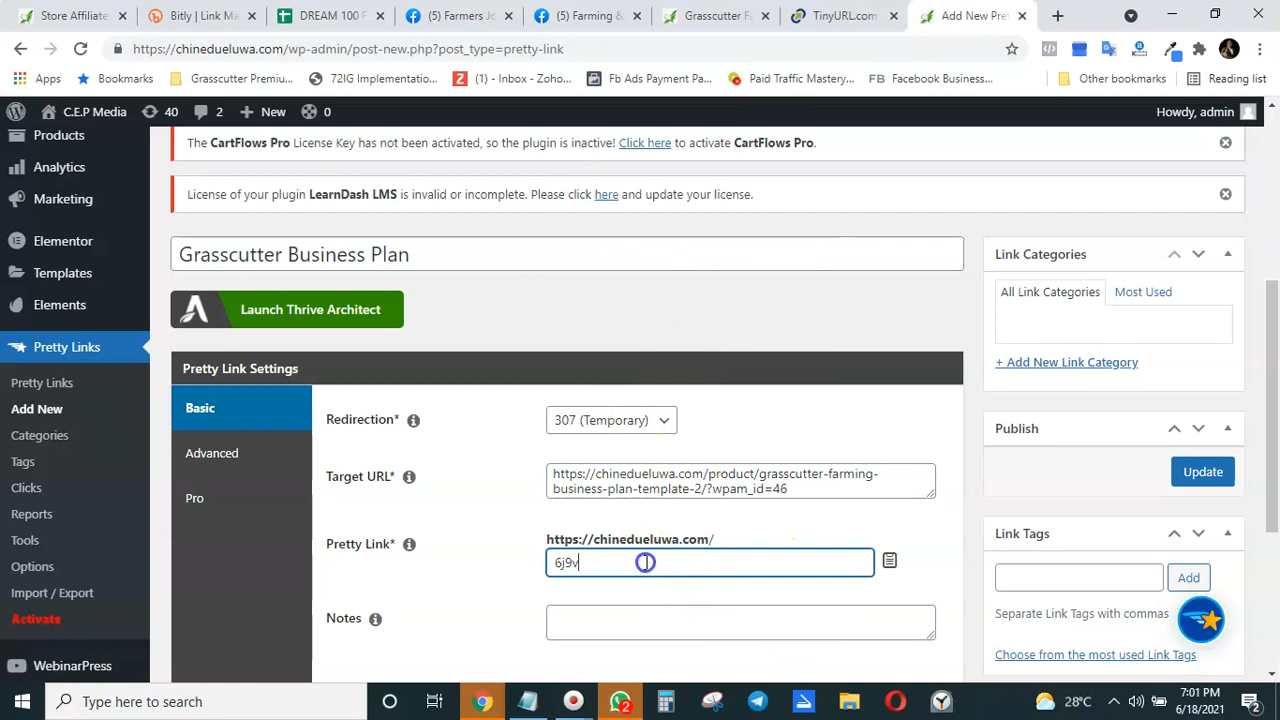 Store Affiliates
Bitly | Link Ma
DREAM 100 F
(5) Farmers Jo
(5) Farming &
Grasscutter Fa
TinyURL.com
Add New Pre
https://chinedueluwa.com/wp-admin/post-new.php?post_type=pretty-link
Apps
Bookmarks
Grasscutter Premiu...
72IG Implementatio...
(1) - Inbox - Zoho...
Fb Ads Payment Pa...
Paid Traffic Mastery...
FB Facebook Busines...
Other bookmarks
Reading list
C.E.P Media
40
2
New
0
Howdy, admin
Products
Analytics
Marketing
Elementor
Templates
Elements
Pretty Links
Pretty Links
Add New
Categories
Tags
Clicks
Reports
Tools
Options
Import / Export
Activate
WebinarPress
The CartFlows Pro License Key has not been activated, so the plugin is inactive! Click here to activate CartFlows Pro.
License of your plugin LearnDash LMS is invalid or incomplete. Please click here and update your license.
Grasscutter Business Plan
Launch Thrive Architect
Pretty Link Settings
Basic
Advanced
Pro
Redirection*
307 (Temporary)
Target URL*
https://chinedueluwa.com/product/grasscutter-farming-
business-plan-template-2/?wpam_id=46
Pretty Link*
https://chinedueluwa.com/
6j9v
Notes
Link Categories
All Link Categories
Most Used
+ Add New Link Category
Publish
Update
Link Tags
Add
Separate Link Tags with commas
Choose from the most used Link Tags
Type here to search
2
28°C
7:01 PM
6/18/2021
2